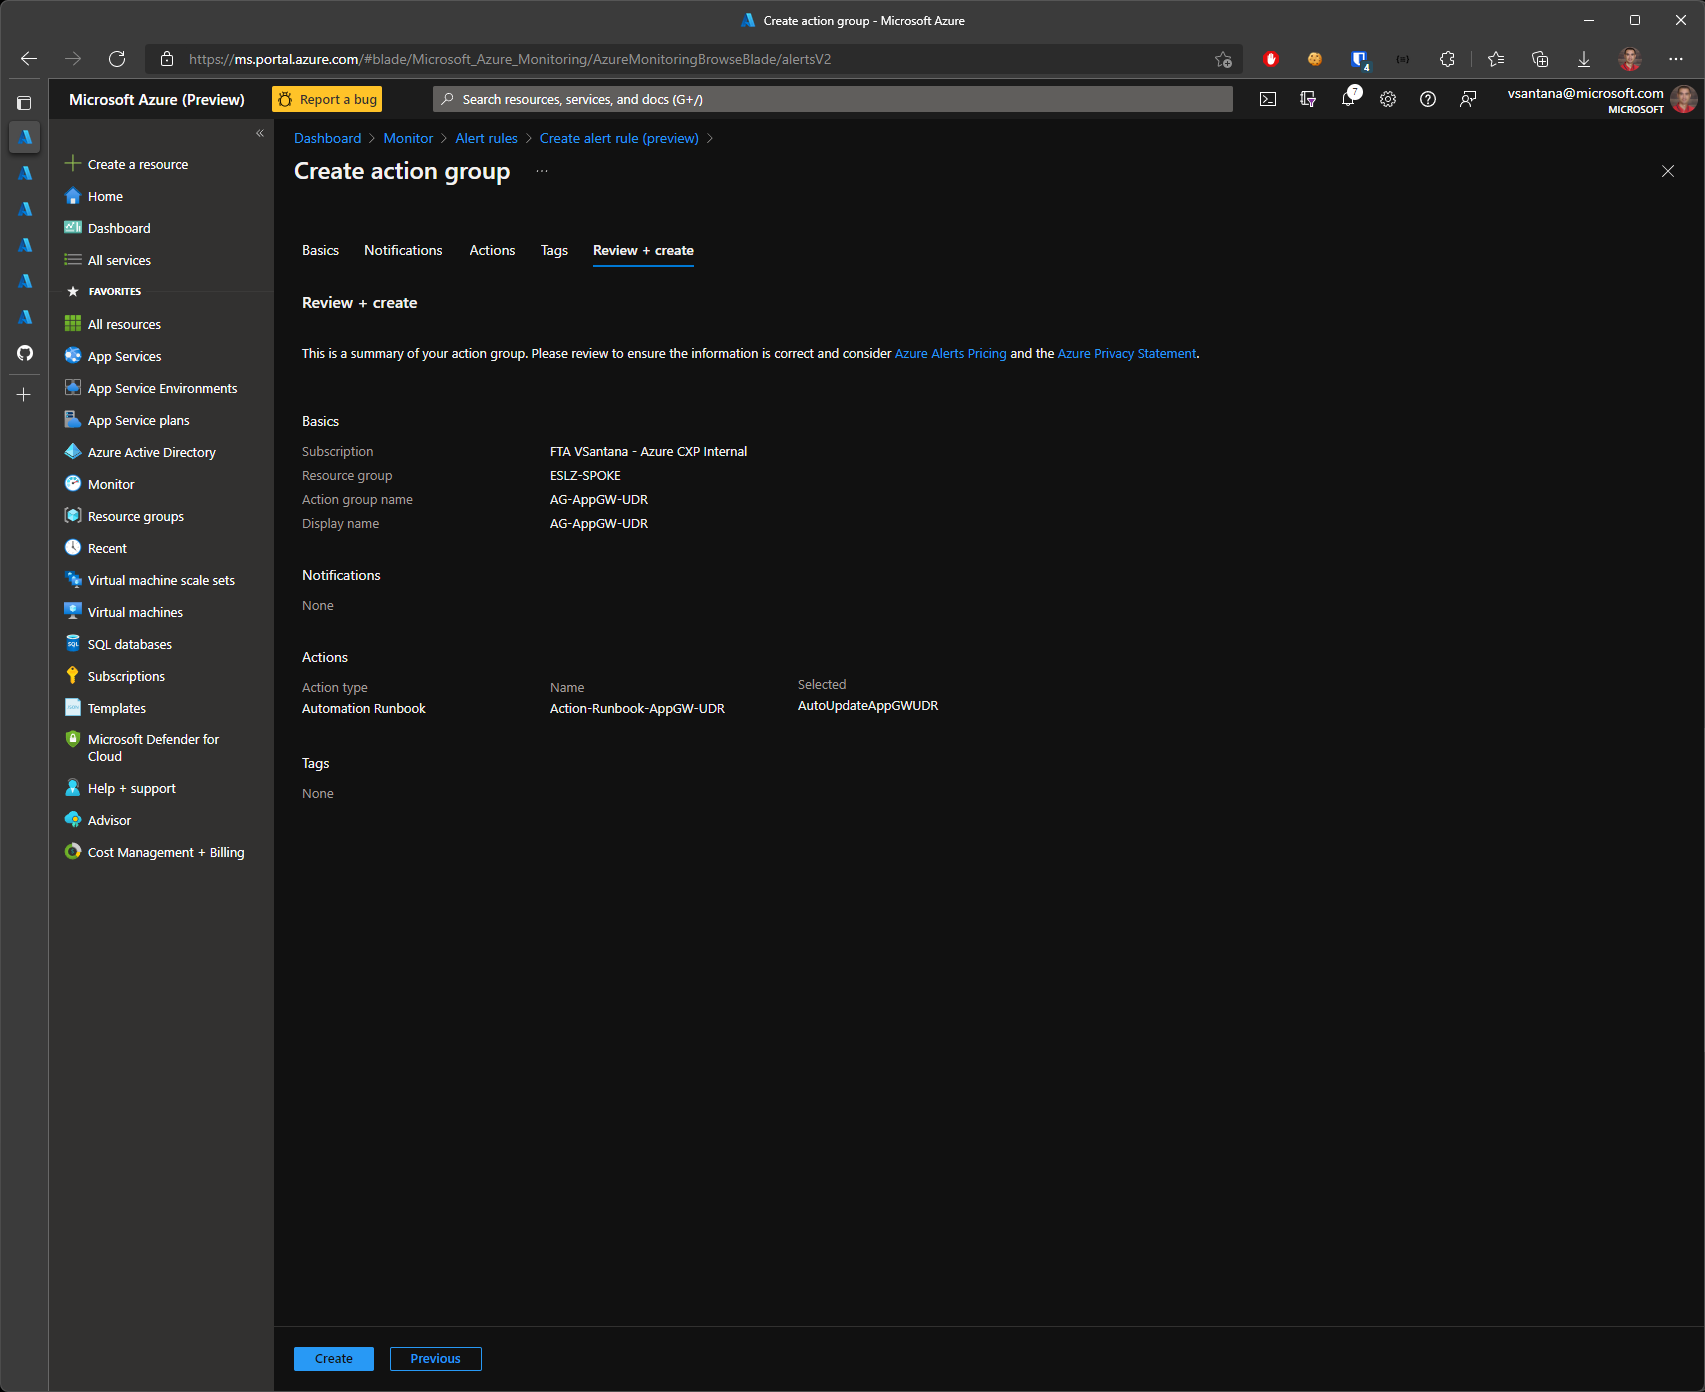 Create action group - Microsoft Azure
https://ms.portal.azure.com/#blade/Microsoft_Azure_Monitoring/AzureMonitoringBrowseBlade/alertsV2
4
Microsoft Azure (Preview)
Report a bug
Search resources, services, and docs (G+/)
7
vsantana@microsoft.com
MICROSOFT
Dashboard > Monitor > Alert rules > Create alert rule (preview) >
Create action group ...
Create a resource
Home
Dashboard
All services
FAVORITES
All resources
App Services
App Service Environments
App Service plans
Azure Active Directory
Monitor
Resource groups
Recent
Virtual machine scale sets
Virtual machines
SQL databases
Subscriptions
Templates
Microsoft Defender for
Cloud
Help + support
Advisor
Cost Management + Billing
Basics Notifications Actions Tags Review + create
Review + create
This is a summary of your action group. Please review to ensure the information is correct and consider Azure Alerts Pricing and the Azure Privacy Statement.
Basics
Subscription FTA VSantana - Azure CXP Internal
Resource group ESLZ-SPOKE
Action group name AG-AppGW-UDR
Display name AG-AppGW-UDR
Notifications
None
Actions
Action type Name Selected
Automation Runbook Action-Runbook-AppGW-UDR AutoUpdateAppGWUDR
Tags
None
Create Previous